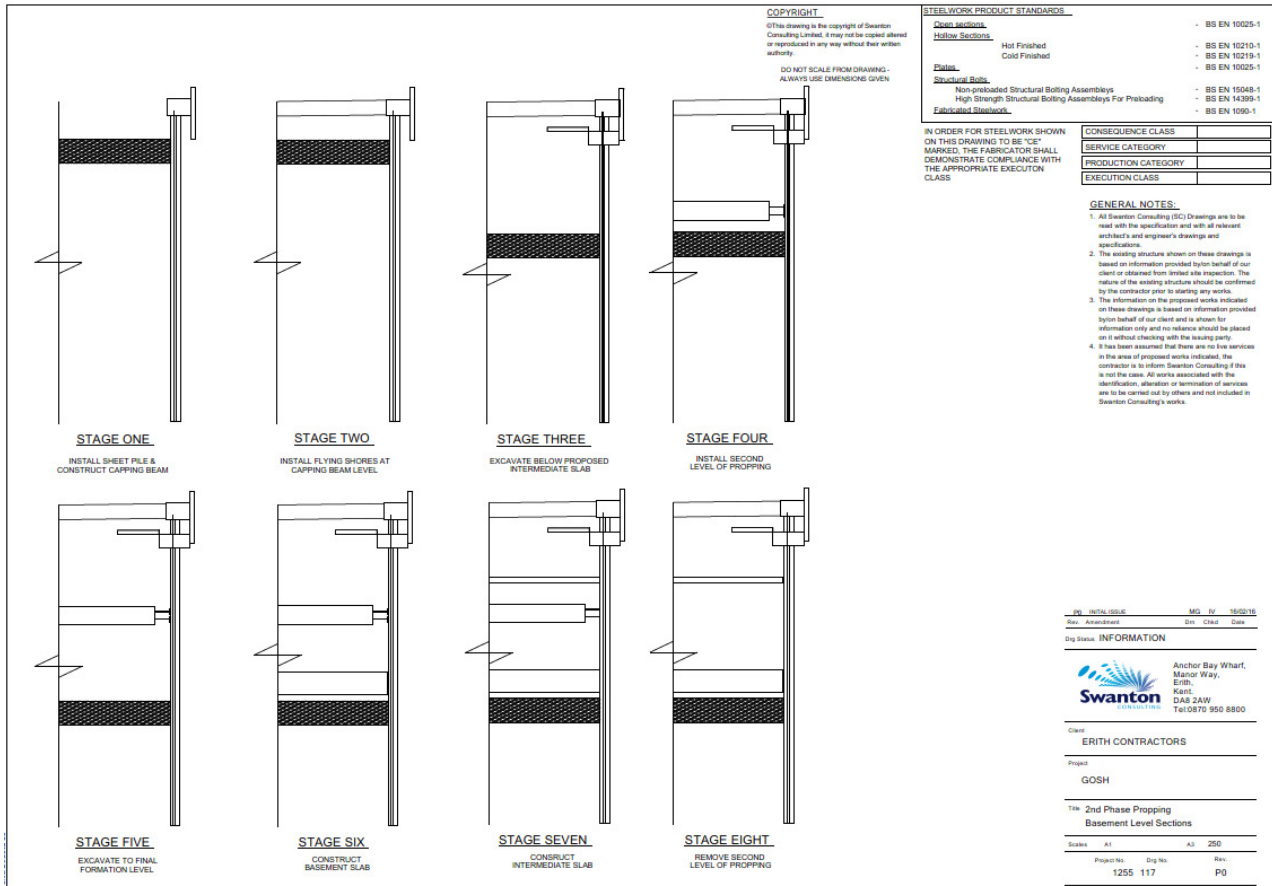 COPYRIGHT
©This drawing is the copyright of Swanton
Consulting Limited, it may not be copied altered
or reproduced in any way without their written
authority.
DO NOT SCALE FROM DRAWING -
ALWAYS USE DIMENSIONS GIVEN
STEELWORK PRODUCT STANDARDS
Open sections - BS EN 10025-1
Hollow Sections
Hot Finished - BS EN 10210-1
Cold Finished - BS EN 10219-1
Plates - BS EN 10025-1
Structural Bolts
Non-preloaded Structural Bolting Assembleys - BS EN 15048-1
High Strength Structural Bolting Assembleys For Preloading - BS EN 14399-1
Fabricated Steelwork - BS EN 1090-1
IN ORDER FOR STEELWORK SHOWN
ON THIS DRAWING TO BE "CE"
MARKED, THE FABRICATOR SHALL
DEMONSTRATE COMPLIANCE WITH
THE APPROPRIATE EXECUTON
CLASS
CONSEQUENCE CLASS
SERVICE CATEGORY
PRODUCTION CATEGORY
EXECUTION CLASS
GENERAL NOTES:
1. All Swanton Consulting (SC) Drawings are to be
read with the specification and with all relevant
architect's and engineer's drawings and
specifications.
2. The existing structure shown on these drawings is
based on information provided by/on behalf of our
client or obtained from limited site inspection. The
nature of the existing structure should be confirmed
by the contractor prior to starting any works.
3. The information on the proposed works indicated
on these drawings is based on information provided
by/on behalf of our client and is shown for
information only and no reliance should be placed
on it without checking with the issuing party.
4. It has been assumed that there are no live services
in the area of proposed works indicated, the
contractor is to inform Swanton Consulting if this
is not the case. All works associated with the
identification, alteration or termination of services
are to be carried out by others and not included in
Swanton Consulting's works.
STAGE ONE
INSTALL SHEET PILE &
CONSTRUCT CAPPING BEAM
STAGE TWO
INSTALL FLYING SHORES AT
CAPPING BEAM LEVEL
STAGE THREE
EXCAVATE BELOW PROPOSED
INTERMEDIATE SLAB
STAGE FOUR
INSTALL SECOND
LEVEL OF PROPPING
STAGE FIVE
EXCAVATE TO FINAL
FORMATION LEVEL
STAGE SIX
CONSTRUCT
BASEMENT SLAB
STAGE SEVEN
CONSRUCT
INTERMEDIATE SLAB
STAGE EIGHT
REMOVE SECOND
LEVEL OF PROPPING
P0 INITAL ISSUE MG IV 16/02/16
Rev. Amendment Drn Chkd Date
Drg Status INFORMATION
Swanton
CONSULTING
Anchor Bay Wharf,
Manor Way,
Erith,
Kent.
DA8 2AW
Tel:0870 950 8800
Client
ERITH CONTRACTORS
Project
GOSH
Title 2nd Phase Propping
Basement Level Sections
Scales A1 A3 250
Project No. Drg No. Rev.
1255 117 P0